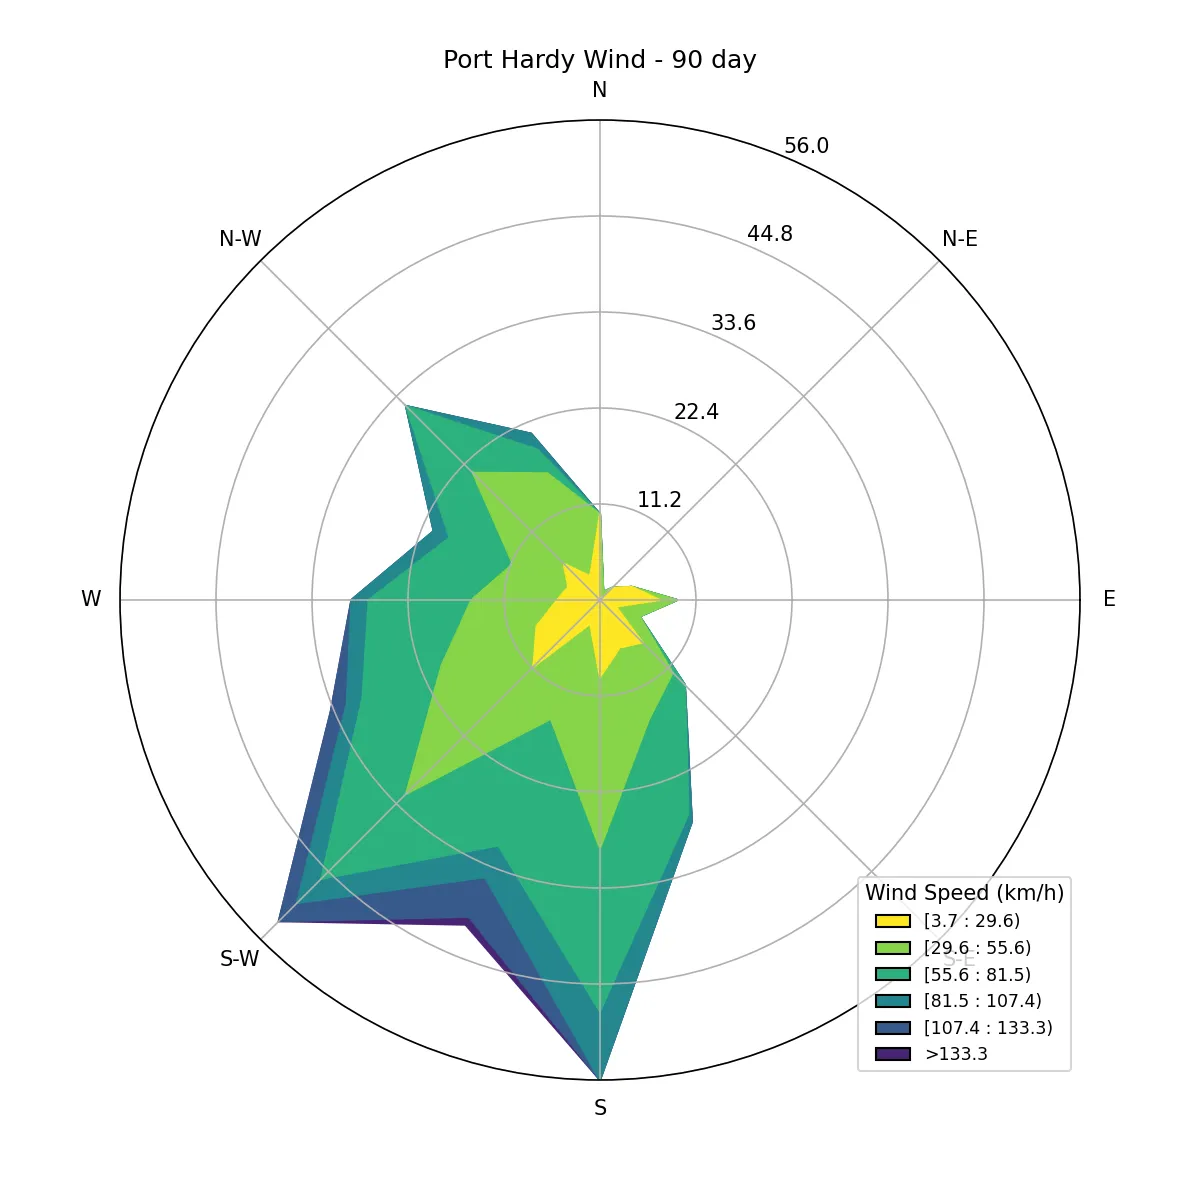 Port Hardy Wind - 90 day
N
56.0
N-W
44.8
N-E
33.6
22.4
11.2
W
E
Wind Speed (km/h)
[3.7 : 29.6)
[29.6 : 55.6)
S-E
S-W
[55.6 : 81.5)
[81.5 : 107.4)
[107.4 : 133.3)
>133.3
S